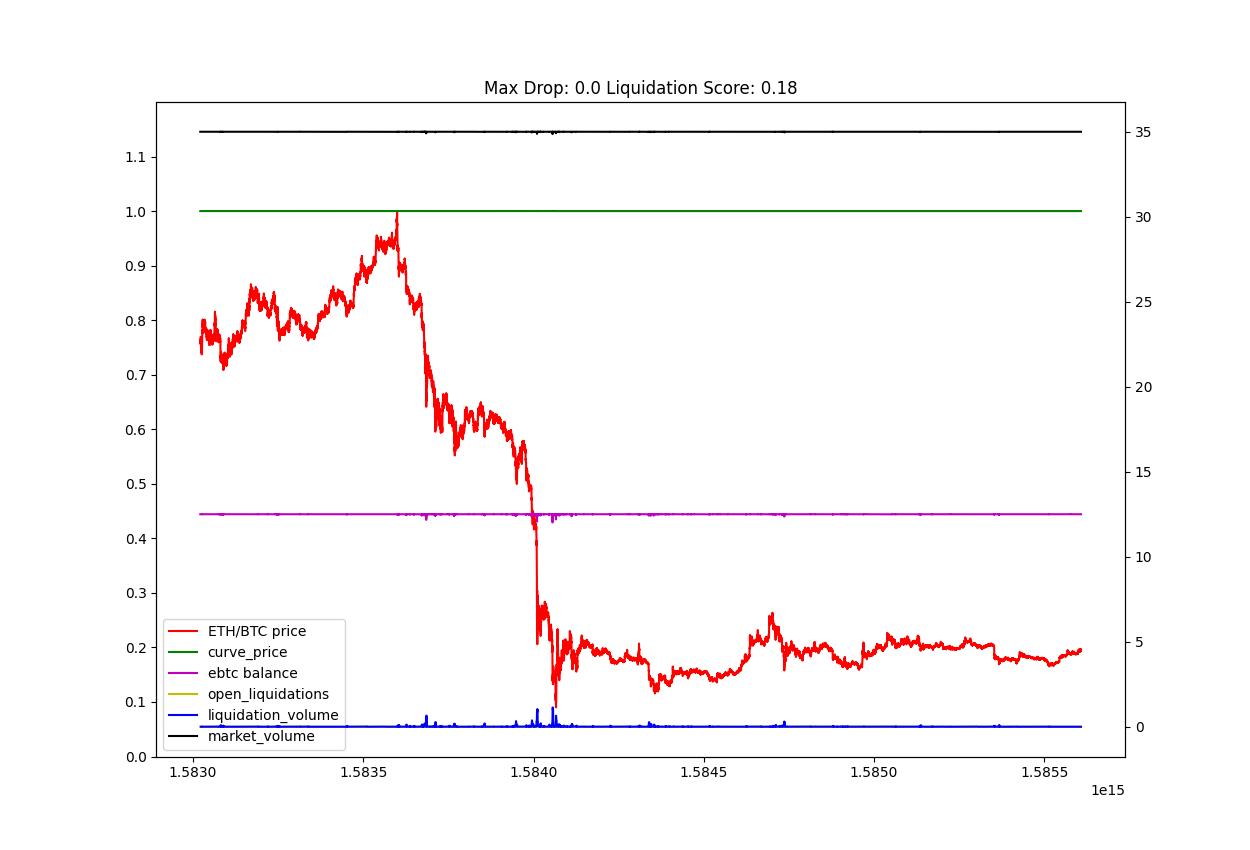 Max Drop: 0.0 Liquidation Score: 0.18
1.1
1.0
0.9
0.8
0.7
0.6
0.5
0.4
0.3
0.2
0.1
0.0
35
30
25
20
15
10
5
0
ETH/BTC price
curve_price
ebtc balance
open_liquidations
liquidation_volume
market_volume
1.5830 1.5835 1.5840 1.5845 1.5850 1.5855
1e15